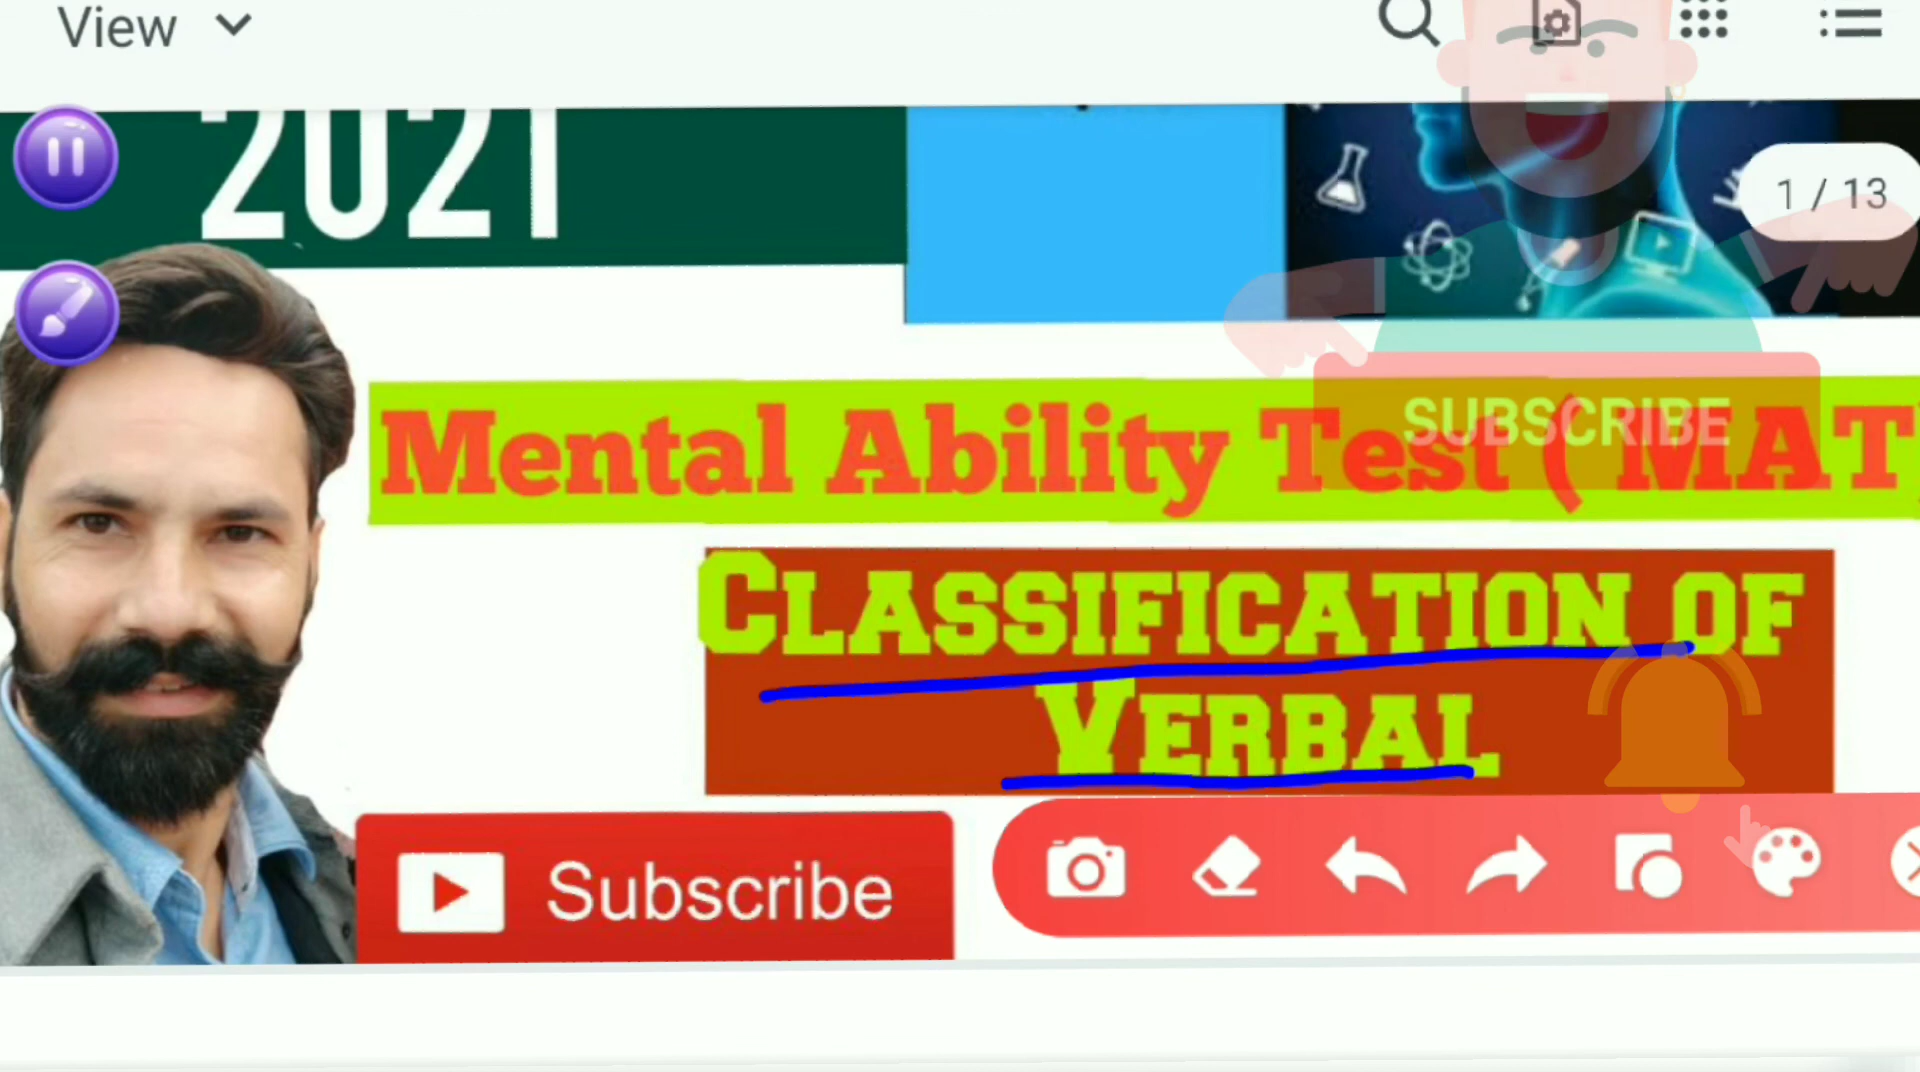 View
2021
1 / 13
SUBSCRIBE
Mental Ability Test ( MAT
CLASSIFICATION OF
VERBAL
Subscribe